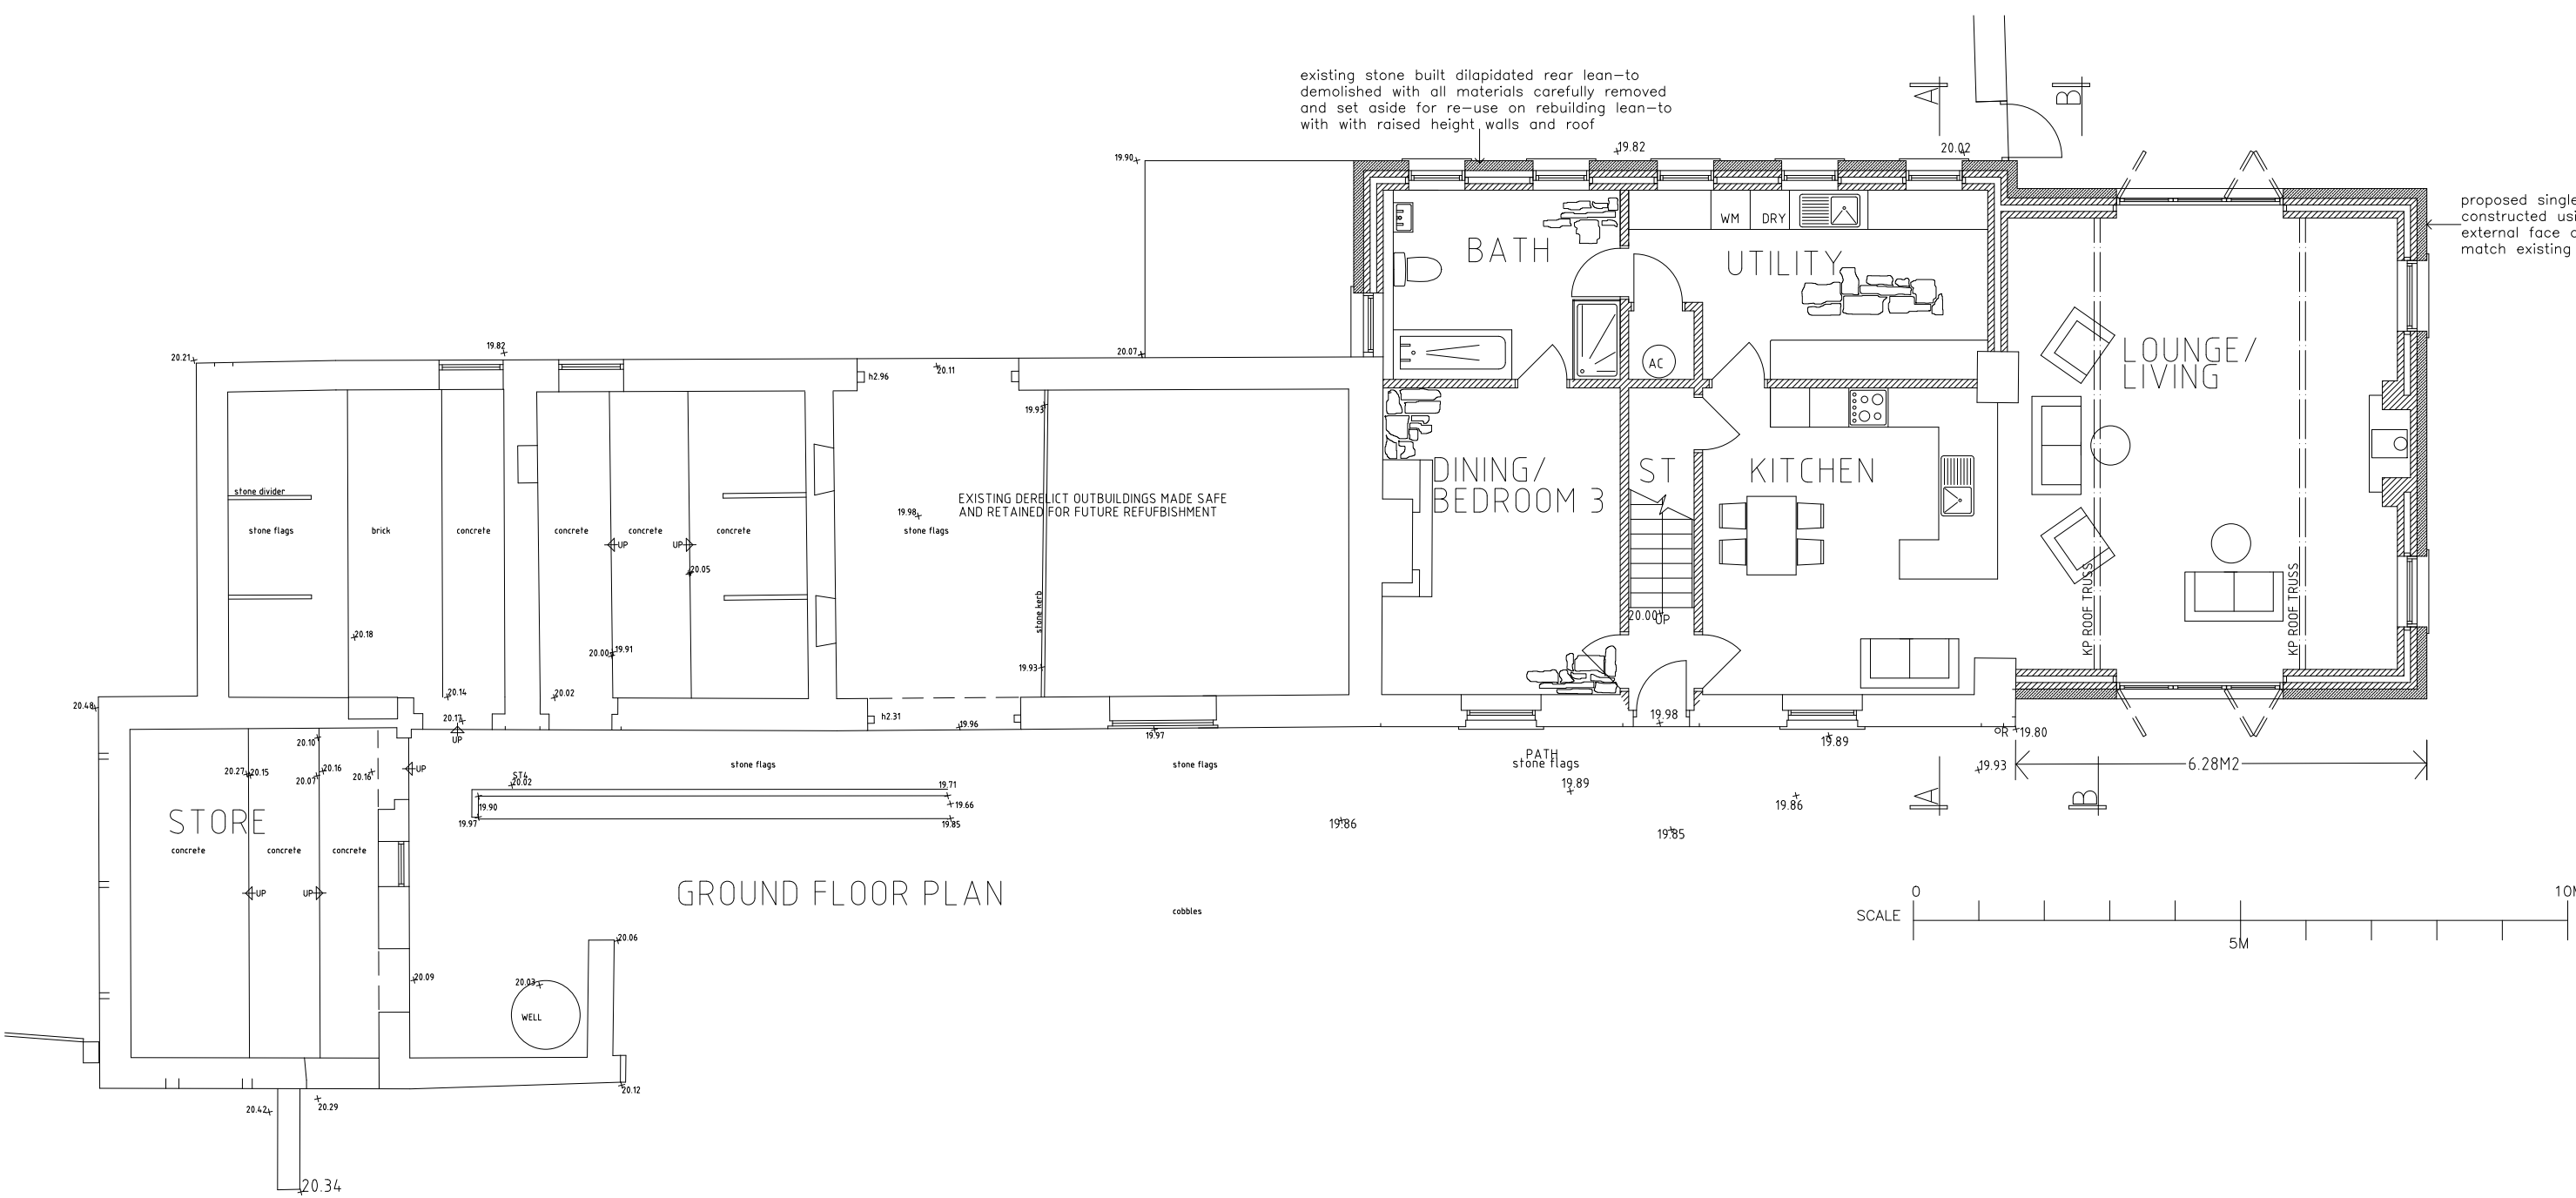 existing stone built dilapidated rear lean-to
demolished with all materials carefully removed
and set aside for re-use on rebuilding lean-to
with with raised height walls and roof
A
B
19.90
19.82
20.02
proposed single
constructed usi
external face o
match existing
WM
DRY
BATH
UTILITY
20.21
19.82
20.07
h2.96
20.11
AC
LOUNGE/
LIVING
19.93
stone divider
EXISTING DERELICT OUTBUILDINGS MADE SAFE
AND RETAINED FOR FUTURE REFUFBISHMENT
DINING/
BEDROOM 3
ST
KITCHEN
19.98
stone flags
brick
concrete
concrete
concrete
concrete
stone flags
UP
UP
20.05
stone kerb
KP ROOF TRUSS
KP ROOF TRUSS
20.00
UP
20.18
20.00
19.91
19.93
20.14
20.02
20.48
20.17
UP
h2.31
19.96
19.97
19.98
oR
19.80
19.89
20.10
20.27
20.15
20.07
20.16
20.16
UP
stone flags
stone flags
PATH
stone flags
6.28M2
19.93
ST4
20.02
19.71
19.90
19.66
19.97
19.85
19.89
19.86
19.86
19.85
A
B
STORE
concrete
concrete
concrete
UP
UP
GROUND FLOOR PLAN
cobbles
0
10M
SCALE
5M
20.06
20.09
20.03
WELL
20.12
20.42
20.29
20.34